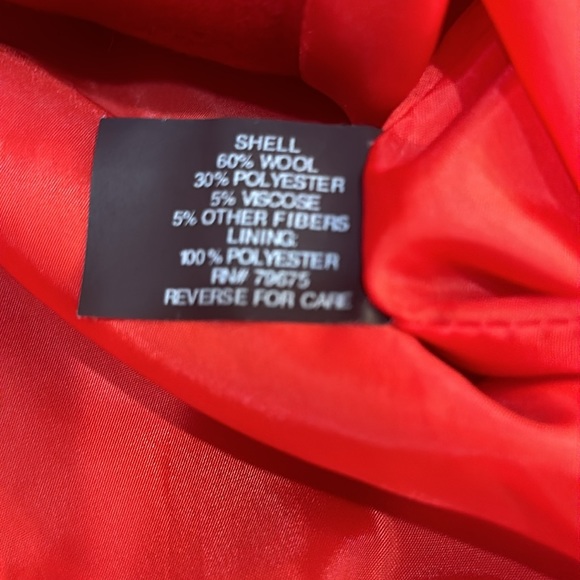 SHELL
60% WOOL
30% POLYESTER
5% VISCOSE
5% OTHER FIBERS
LINING:
100% POLYESTER
RN# 79675
REVERSE FOR CARE